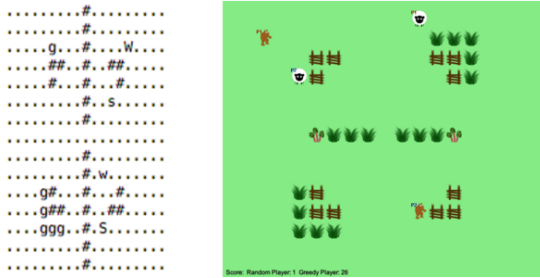 .........#.........
.........#.........
.....g...#....W....
.....##..#..##.....
.....#...#...#.....
.........#..s......
.........#.........
...................
.........#.........
.........#.w.......
....g#...#...#.....
....g##..#..##.....
....ggg..#.S.......
.........#.........
.........#.........
Score: Random Player: 1 Greedy Player: 26